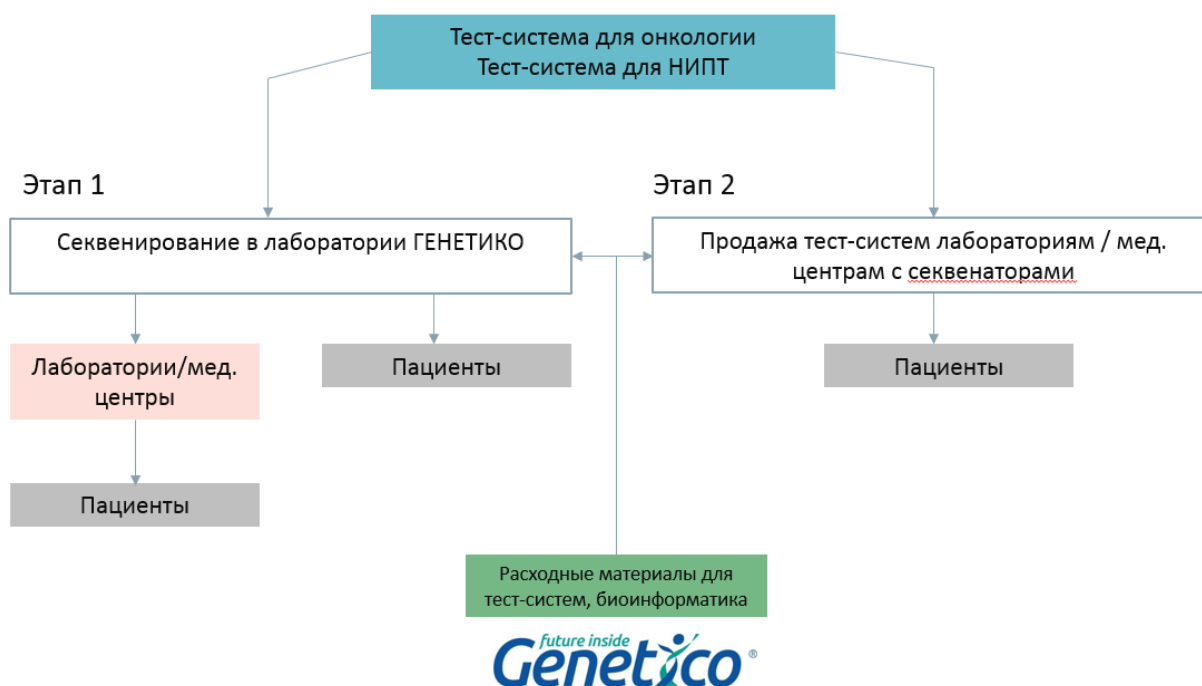 Тест-система для онкологии
Тест-система для НИПТ
Этап 1
Этап 2
Секвенирование в лаборатории ГЕНЕТИКО
Продажа тест-систем лабораториям / мед.
центрам с секвенаторами
Лаборатории/мед.
центры
Пациенты
Пациенты
Пациенты
Расходные материалы для
тест-систем, биоинформатика
future inside
Genetico ®